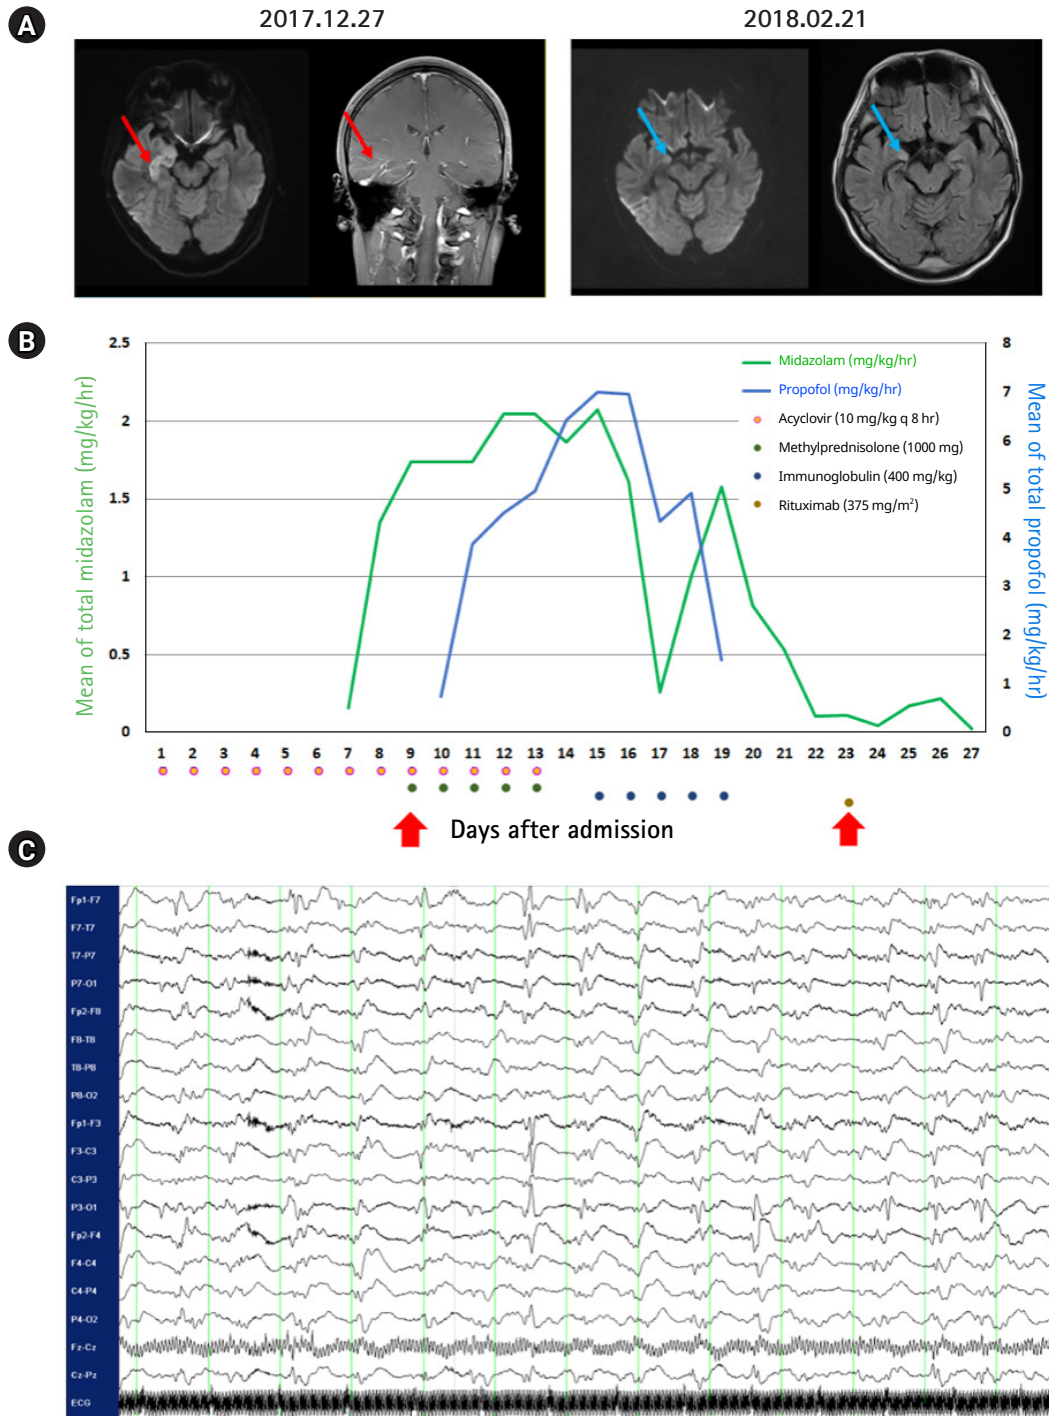 A
2017.12.27
2018.02.21
B
Mean of total midazolam (mg/kg/hr)
2.5
2
1.5
1
0.5
0
8
7
6
5
4
3
2
1
0
Mean of total propofol (mg/kg/hr)
Midazolam (mg/kg/hr)
Propofol (mg/kg/hr)
Acyclovir (10 mg/kg q 8 hr)
Methylprednisolone (1000 mg)
Immunoglobulin (400 mg/kg)
Rituximab (375 mg/m²)
1 2 3 4 5 6 7 8 9 10 11 12 13 14 15 16 17 18 19 20 21 22 23 24 25 26 27
Days after admission
C
Fp1-F7
F7-T7
T7-P7
P7-O1
Fp2-F8
F8-T8
T8-P8
P8-O2
Fp1-F3
F3-C3
C3-P3
P3-O1
Fp2-F4
F4-C4
C4-P4
P4-O2
Fz-Cz
Cz-Pz
ECG